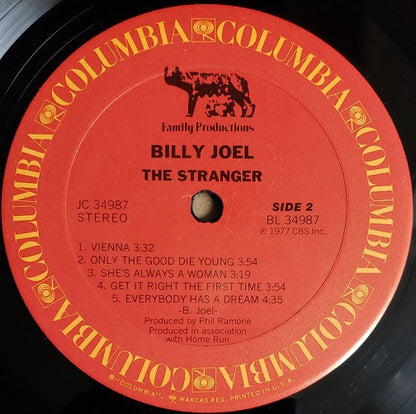 COLUMBIA COLUMBIA COLUMBIA COLUMBIA COLUMBIA COLUMBIA
Family Productions
BILLY JOEL
THE STRANGER
JC 34987
STEREO
SIDE 2
BL 34987
℗ 1977 CBS Inc.
1. VIENNA 3:32
2. ONLY THE GOOD DIE YOUNG 3:54
3. SHE'S ALWAYS A WOMAN 3:19
4. GET IT RIGHT THE FIRST TIME 3:54
5. EVERYBODY HAS A DREAM 4:35
-B. Joel-
Produced by Phil Ramone
Produced in association
with Home Run
® "COLUMBIA", MARCAS REG. PRINTED IN U.S.A.